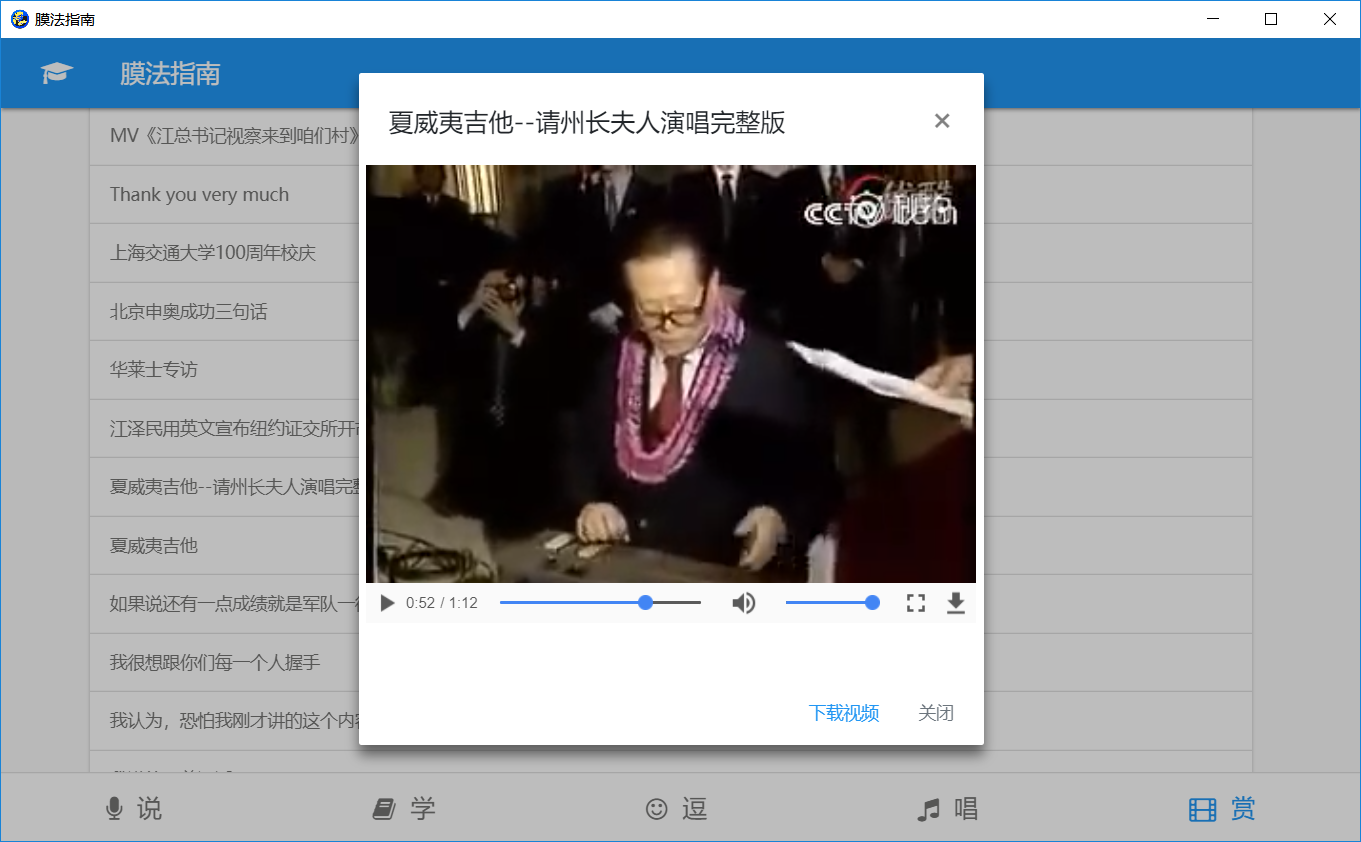 膜法指南
膜法指南
MV《江总书记视察来到咱们村》
Thank you very much
上海交通大学100周年校庆
北京申奥成功三句话
华莱士专访
江泽民用英文宣布纽约证交所开
夏威夷吉他--请州长夫人演唱完
夏威夷吉他
如果说还有一点成绩就是军队一
我很想跟你们每一个人握手
我认为，恐怕我刚才讲的这个内
夏威夷吉他--请州长夫人演唱完整版
×
CCTV
秒拍
0:52 / 1:12
下载视频
关闭
说
学
逗
唱
赏